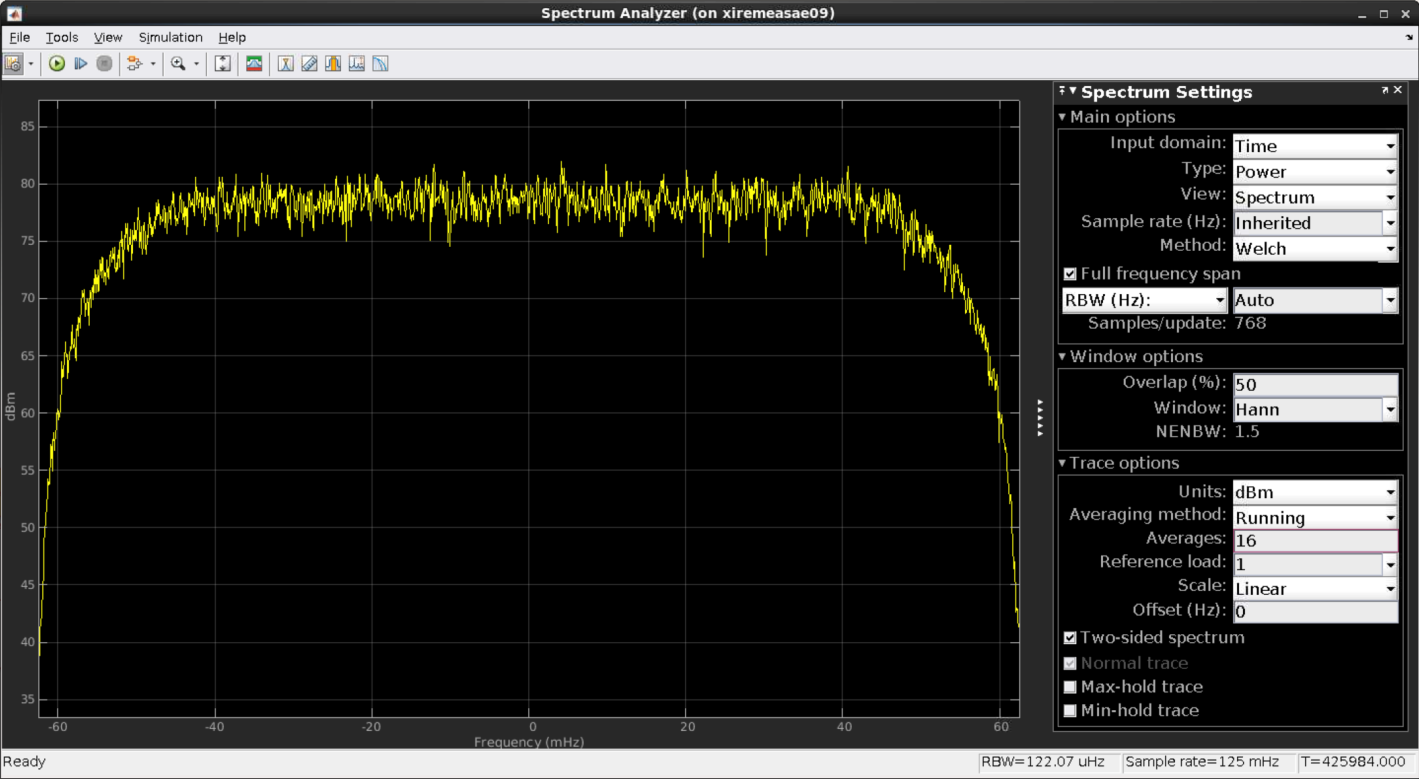 Spectrum Analyzer (on xiremeasae09)
File Tools View Simulation Help
85
80
75
70
65
60
55
50
45
40
35
dBm
-60 -40 -20 0 20 40 60
Frequency (mHz)
Spectrum Settings
Main options
Input domain: Time
Type: Power
View: Spectrum
Sample rate (Hz): Inherited
Method: Welch
Full frequency span
RBW (Hz): Auto
Samples/update: 768
Window options
Overlap (%): 50
Window: Hann
NENBW: 1.5
Trace options
Units: dBm
Averaging method: Running
Averages: 16
Reference load: 1
Scale: Linear
Offset (Hz): 0
Two-sided spectrum
Normal trace
Max-hold trace
Min-hold trace
Ready RBW=122.07 uHz Sample rate=125 mHz T=425984.000